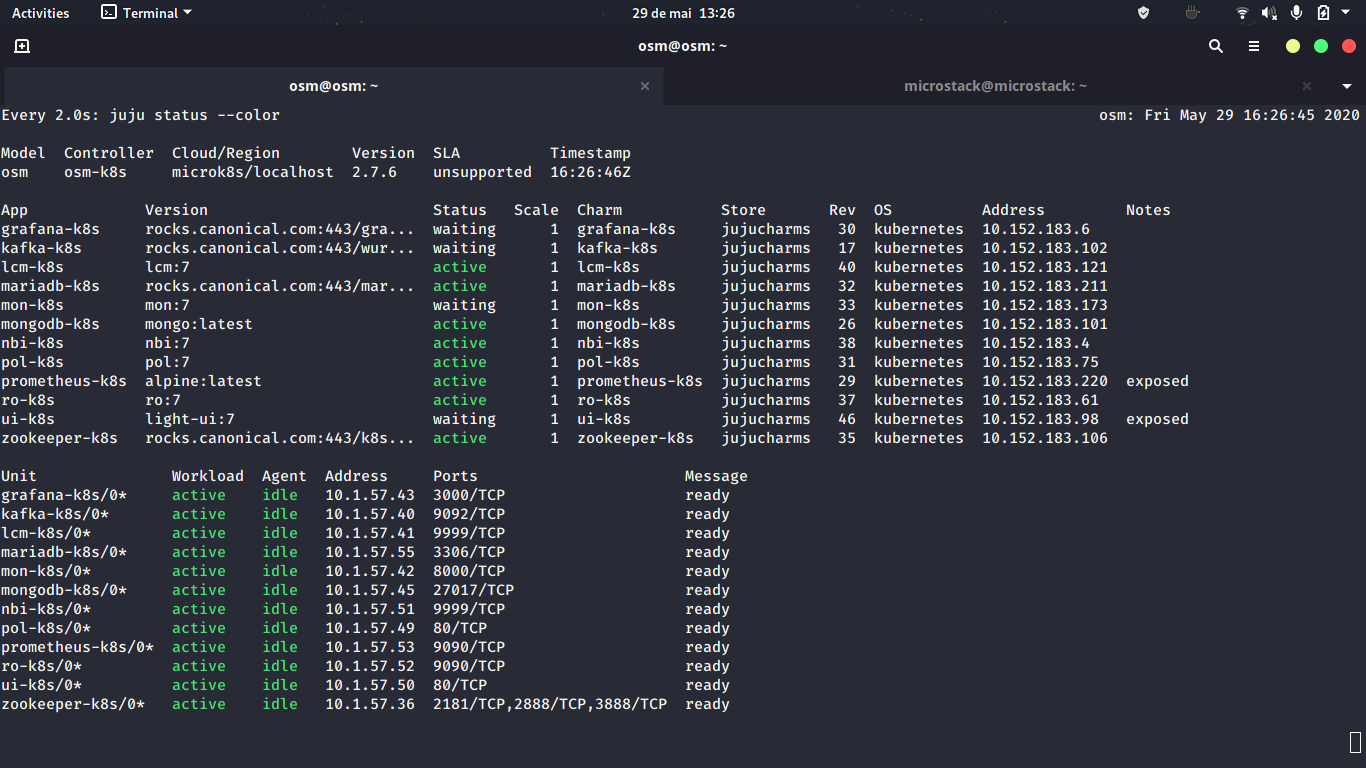 Activities Terminal 29 de mai 13:26
osm@osm: ~
osm@osm: ~ × microstack@microstack: ~ ×
Every 2.0s: juju status --color osm: Fri May 29 16:26:45 2020
Model Controller Cloud/Region Version SLA Timestamp
osm osm-k8s microk8s/localhost 2.7.6 unsupported 16:26:46Z
App Version Status Scale Charm Store Rev OS Address Notes
grafana-k8s rocks.canonical.com:443/gra... waiting 1 grafana-k8s jujucharms 30 kubernetes 10.152.183.6
kafka-k8s rocks.canonical.com:443/wur... waiting 1 kafka-k8s jujucharms 17 kubernetes 10.152.183.102
lcm-k8s lcm:7 active 1 lcm-k8s jujucharms 40 kubernetes 10.152.183.121
mariadb-k8s rocks.canonical.com:443/mar... active 1 mariadb-k8s jujucharms 32 kubernetes 10.152.183.211
mon-k8s mon:7 waiting 1 mon-k8s jujucharms 33 kubernetes 10.152.183.173
mongodb-k8s mongo:latest active 1 mongodb-k8s jujucharms 26 kubernetes 10.152.183.101
nbi-k8s nbi:7 active 1 nbi-k8s jujucharms 38 kubernetes 10.152.183.4
pol-k8s pol:7 active 1 pol-k8s jujucharms 31 kubernetes 10.152.183.75
prometheus-k8s alpine:latest active 1 prometheus-k8s jujucharms 29 kubernetes 10.152.183.220 exposed
ro-k8s ro:7 active 1 ro-k8s jujucharms 37 kubernetes 10.152.183.61
ui-k8s light-ui:7 waiting 1 ui-k8s jujucharms 46 kubernetes 10.152.183.98 exposed
zookeeper-k8s rocks.canonical.com:443/k8s... active 1 zookeeper-k8s jujucharms 35 kubernetes 10.152.183.106
Unit Workload Agent Address Ports Message
grafana-k8s/0* active idle 10.1.57.43 3000/TCP ready
kafka-k8s/0* active idle 10.1.57.40 9092/TCP ready
lcm-k8s/0* active idle 10.1.57.41 9999/TCP ready
mariadb-k8s/0* active idle 10.1.57.55 3306/TCP ready
mon-k8s/0* active idle 10.1.57.42 8000/TCP ready
mongodb-k8s/0* active idle 10.1.57.45 27017/TCP ready
nbi-k8s/0* active idle 10.1.57.51 9999/TCP ready
pol-k8s/0* active idle 10.1.57.49 80/TCP ready
prometheus-k8s/0* active idle 10.1.57.53 9090/TCP ready
ro-k8s/0* active idle 10.1.57.52 9090/TCP ready
ui-k8s/0* active idle 10.1.57.50 80/TCP ready
zookeeper-k8s/0* active idle 10.1.57.36 2181/TCP,2888/TCP,3888/TCP ready